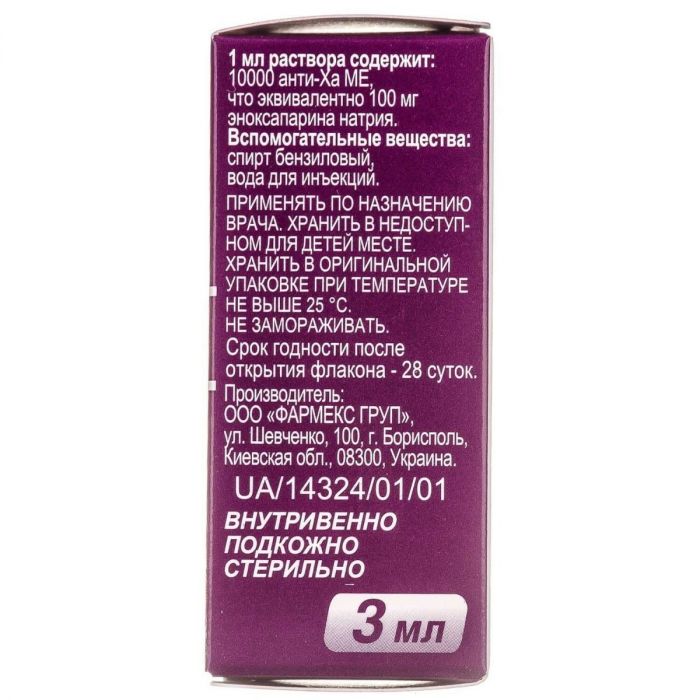 1 мл раствора содержит:
10000 анти-Ха МЕ,
что эквивалентно 100 мг
эноксапарина натрия.
Вспомогательные вещества:
спирт бензиловый,
вода для инъекций.
ПРИМЕНЯТЬ ПО НАЗНАЧЕНИЮ
ВРАЧА. ХРАНИТЬ В НЕДОСТУП-
НОМ ДЛЯ ДЕТЕЙ МЕСТЕ.
ХРАНИТЬ В ОРИГИНАЛЬНОЙ
УПАКОВКЕ ПРИ ТЕМПЕРАТУРЕ
НЕ ВЫШЕ 25 °С.
НЕ ЗАМОРАЖИВАТЬ.
Срок годности после
открытия флакона - 28 суток.
Производитель:
ООО «ФАРМЕКС ГРУП»,
ул. Шевченко, 100, г. Борисполь,
Киевская обл., 08300, Украина.
UA/14324/01/01
ВНУТРИВЕННО
ПОДКОЖНО
СТЕРИЛЬНО
3 мл